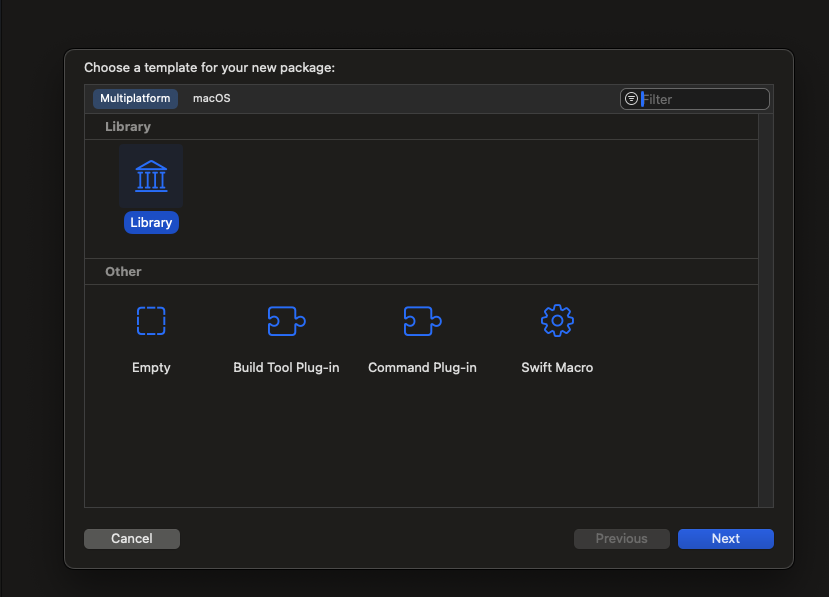 Choose a template for your new package:
Multiplatform macOS Filter
Library
Library
Other
Empty Build Tool Plug-in Command Plug-in Swift Macro
Cancel Previous Next